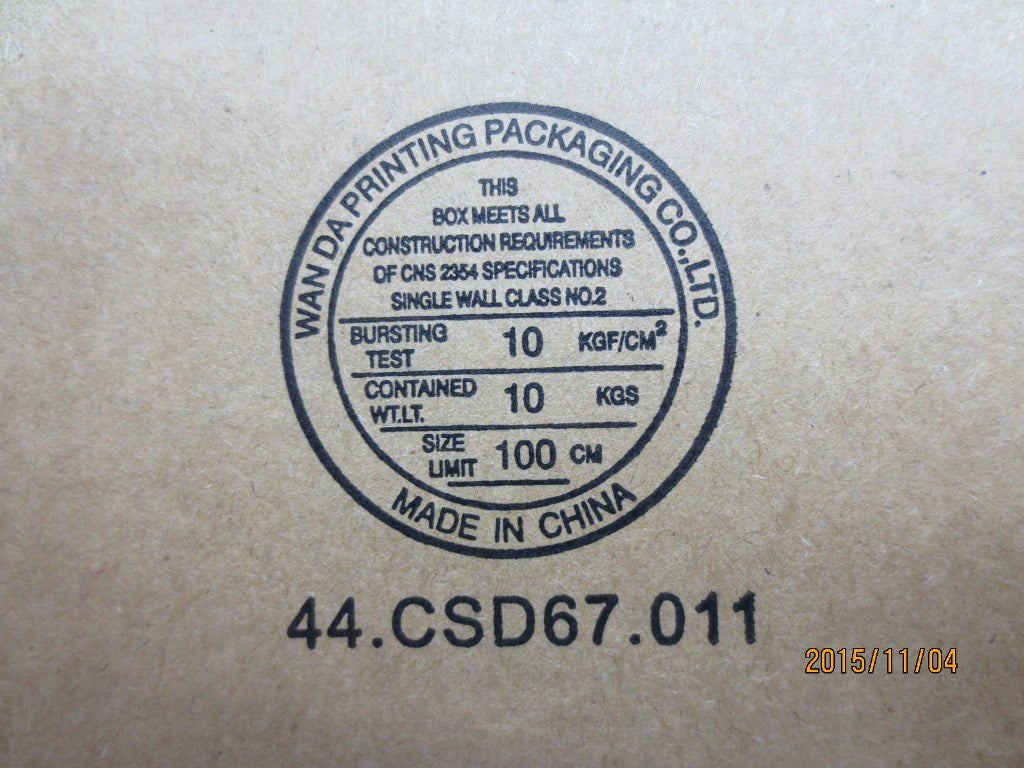 WAN DA PRINTING PACKAGING CO.,LTD.
THIS
BOX MEETS ALL
CONSTRUCTION REQUIREMENTS
OF CNS 2354 SPECIFICATIONS
SINGLE WALL CLASS NO.2
BURSTING TEST 10 KGF/CM²
CONTAINED WT.LT. 10 KGS
SIZE LIMIT 100 CM
MADE IN CHINA
44.CSD67.011
2015/11/04